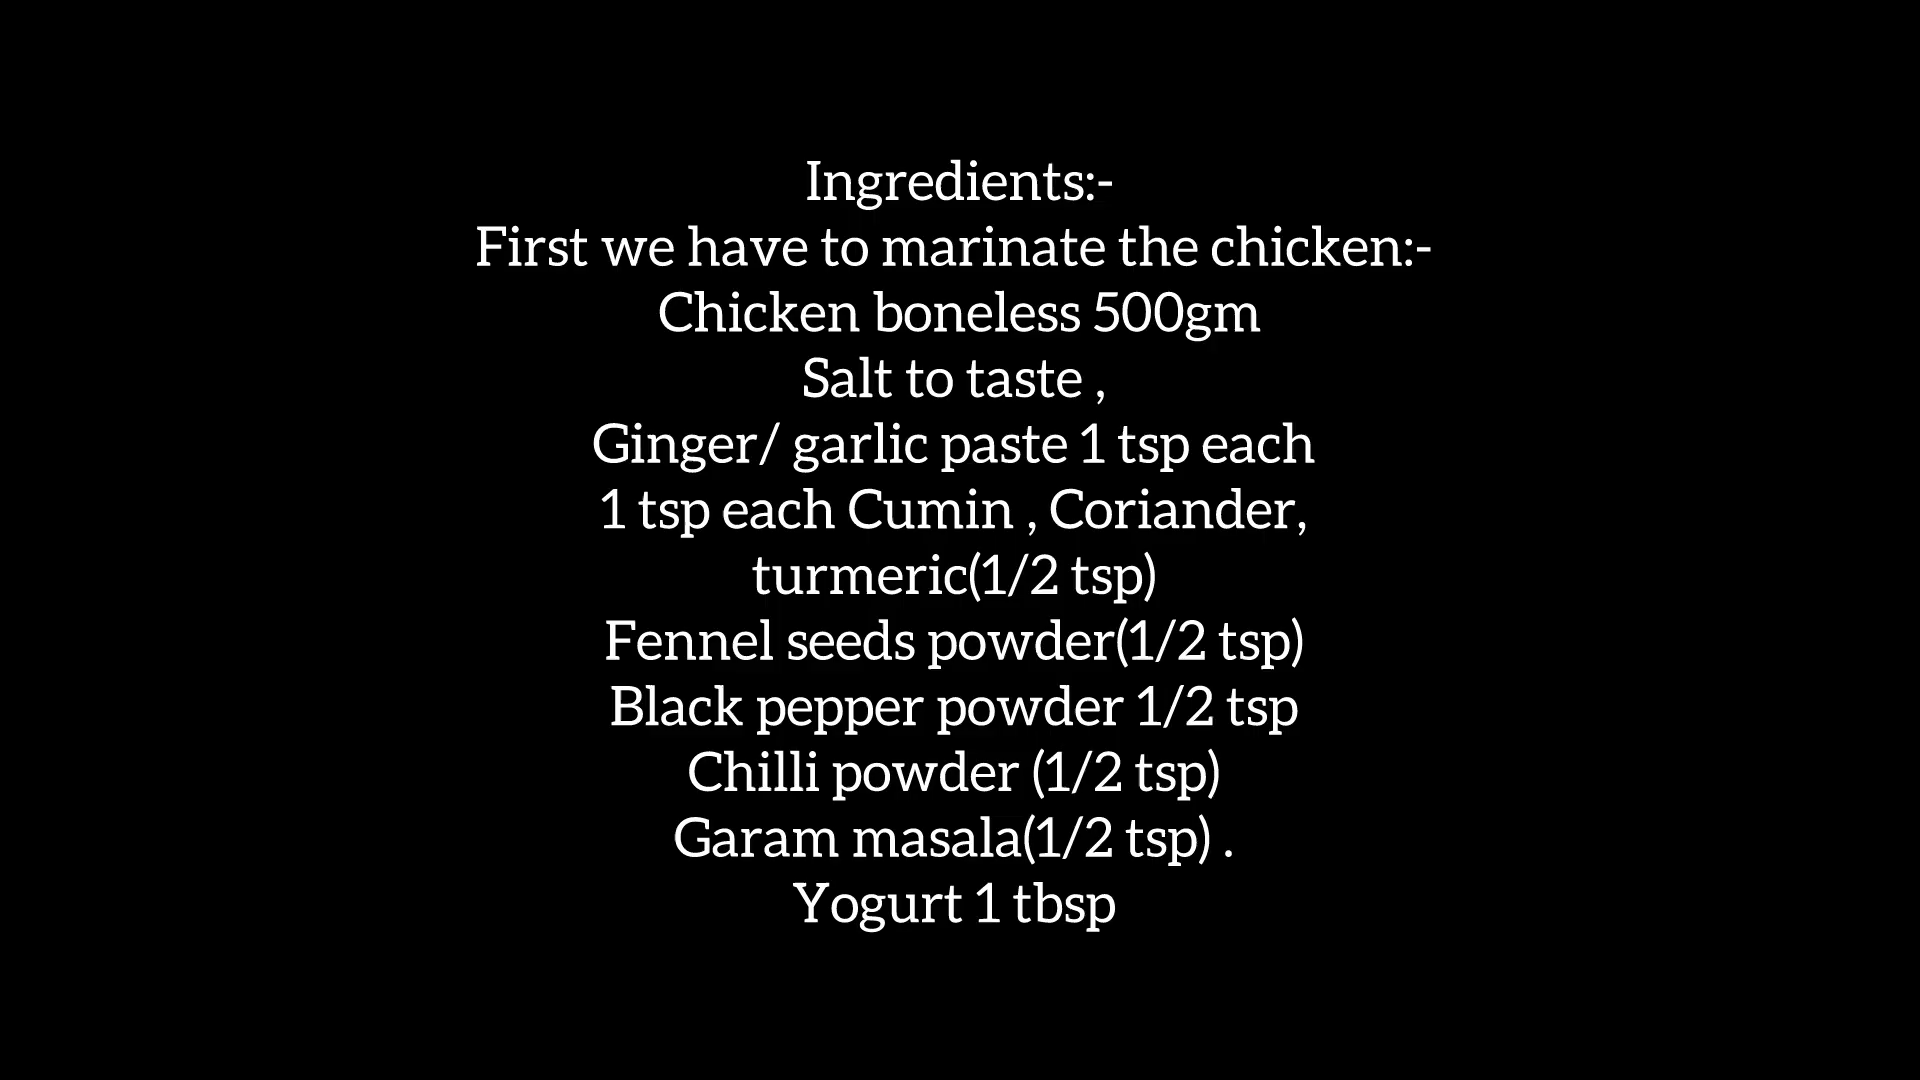 Ingredients:-
First we have to marinate the chicken:-
Chicken boneless 500gm
Salt to taste ,
Ginger/ garlic paste 1 tsp each
1 tsp each Cumin , Coriander,
turmeric(1/2 tsp)
Fennel seeds powder(1/2 tsp)
Black pepper powder 1/2 tsp
Chilli powder (1/2 tsp)
Garam masala(1/2 tsp) .
Yogurt 1 tbsp